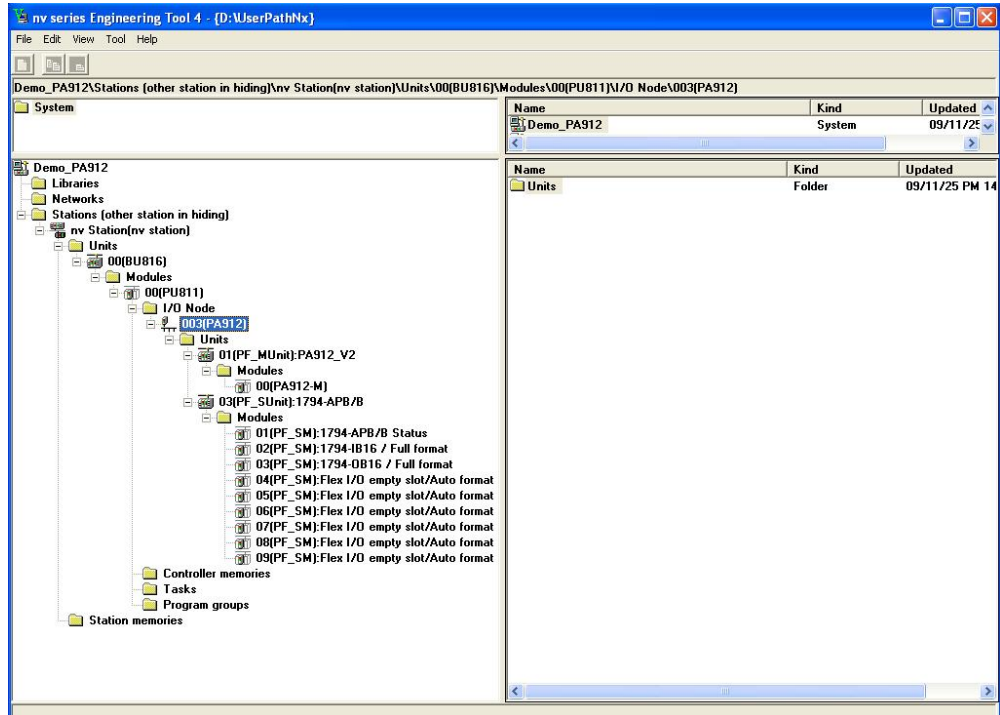 nv series Engineering Tool 4 - {D:\UserPathNx}
File Edit View Tool Help
Demo_PA912\Stations (other station in hiding)\nv Station(nv station)\Units\00(BU816)\Modules\00(PU811)\I/O Node\003(PA912)
System
Name Kind Updated
Demo_PA912 System 09/11/25
Demo_PA912
Libraries
Networks
Stations (other station in hiding)
nv Station(nv station)
Units
00(BU816)
Modules
00(PU811)
I/O Node
003(PA912)
Units
01(PF_MUnit):PA912_V2
Modules
00(PA912-M)
03(PF_SUnit):1794-APB/B
Modules
01(PF_SM):1794-APB/B Status
02(PF_SM):1794-IB16 / Full format
03(PF_SM):1794-OB16 / Full format
04(PF_SM):Flex I/O empty slot/Auto format
05(PF_SM):Flex I/O empty slot/Auto format
06(PF_SM):Flex I/O empty slot/Auto format
07(PF_SM):Flex I/O empty slot/Auto format
08(PF_SM):Flex I/O empty slot/Auto format
09(PF_SM):Flex I/O empty slot/Auto format
Controller memories
Tasks
Program groups
Station memories
Name Kind Updated
Units Folder 09/11/25 PM 14